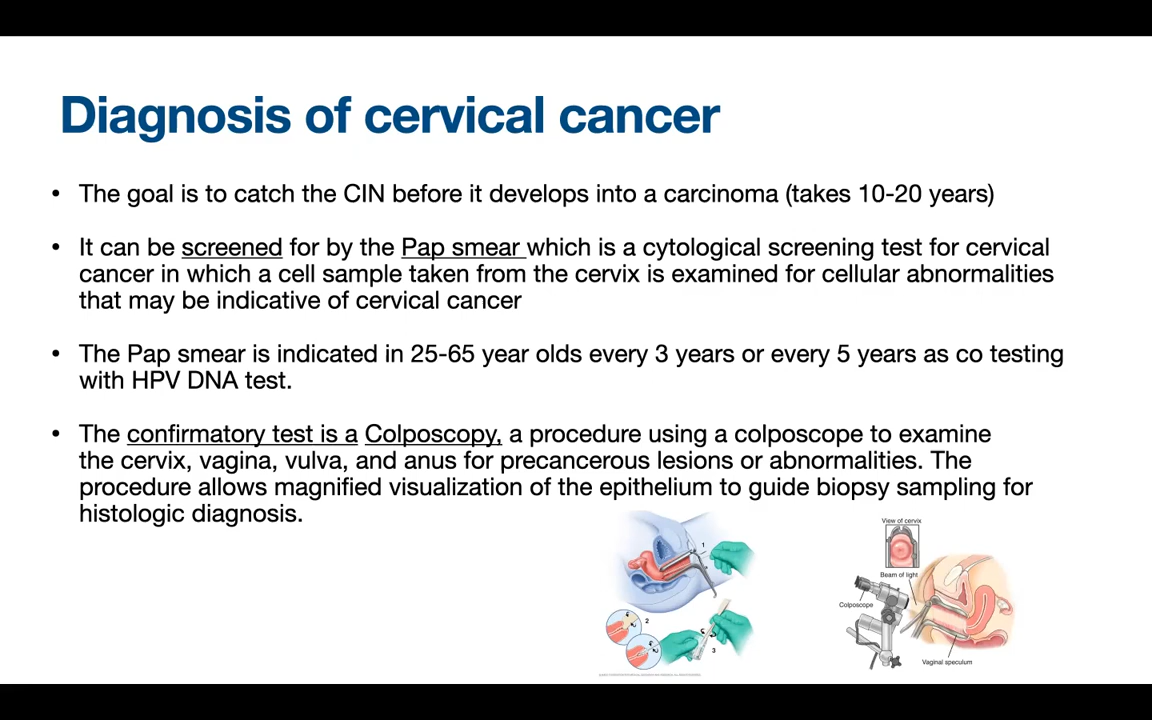 Diagnosis of cervical cancer
• The goal is to catch the CIN before it develops into a carcinoma (takes 10-20 years)
• It can be screened for by the Pap smear which is a cytological screening test for cervical
cancer in which a cell sample taken from the cervix is examined for cellular abnormalities
that may be indicative of cervical cancer
• The Pap smear is indicated in 25-65 year olds every 3 years or every 5 years as co testing
with HPV DNA test.
• The confirmatory test is a Colposcopy, a procedure using a colposcope to examine
the cervix, vagina, vulva, and anus for precancerous lesions or abnormalities. The
procedure allows magnified visualization of the epithelium to guide biopsy sampling for
histologic diagnosis.
1
2
3
View of cervix
Beam of light
Colposcope
Vaginal speculum